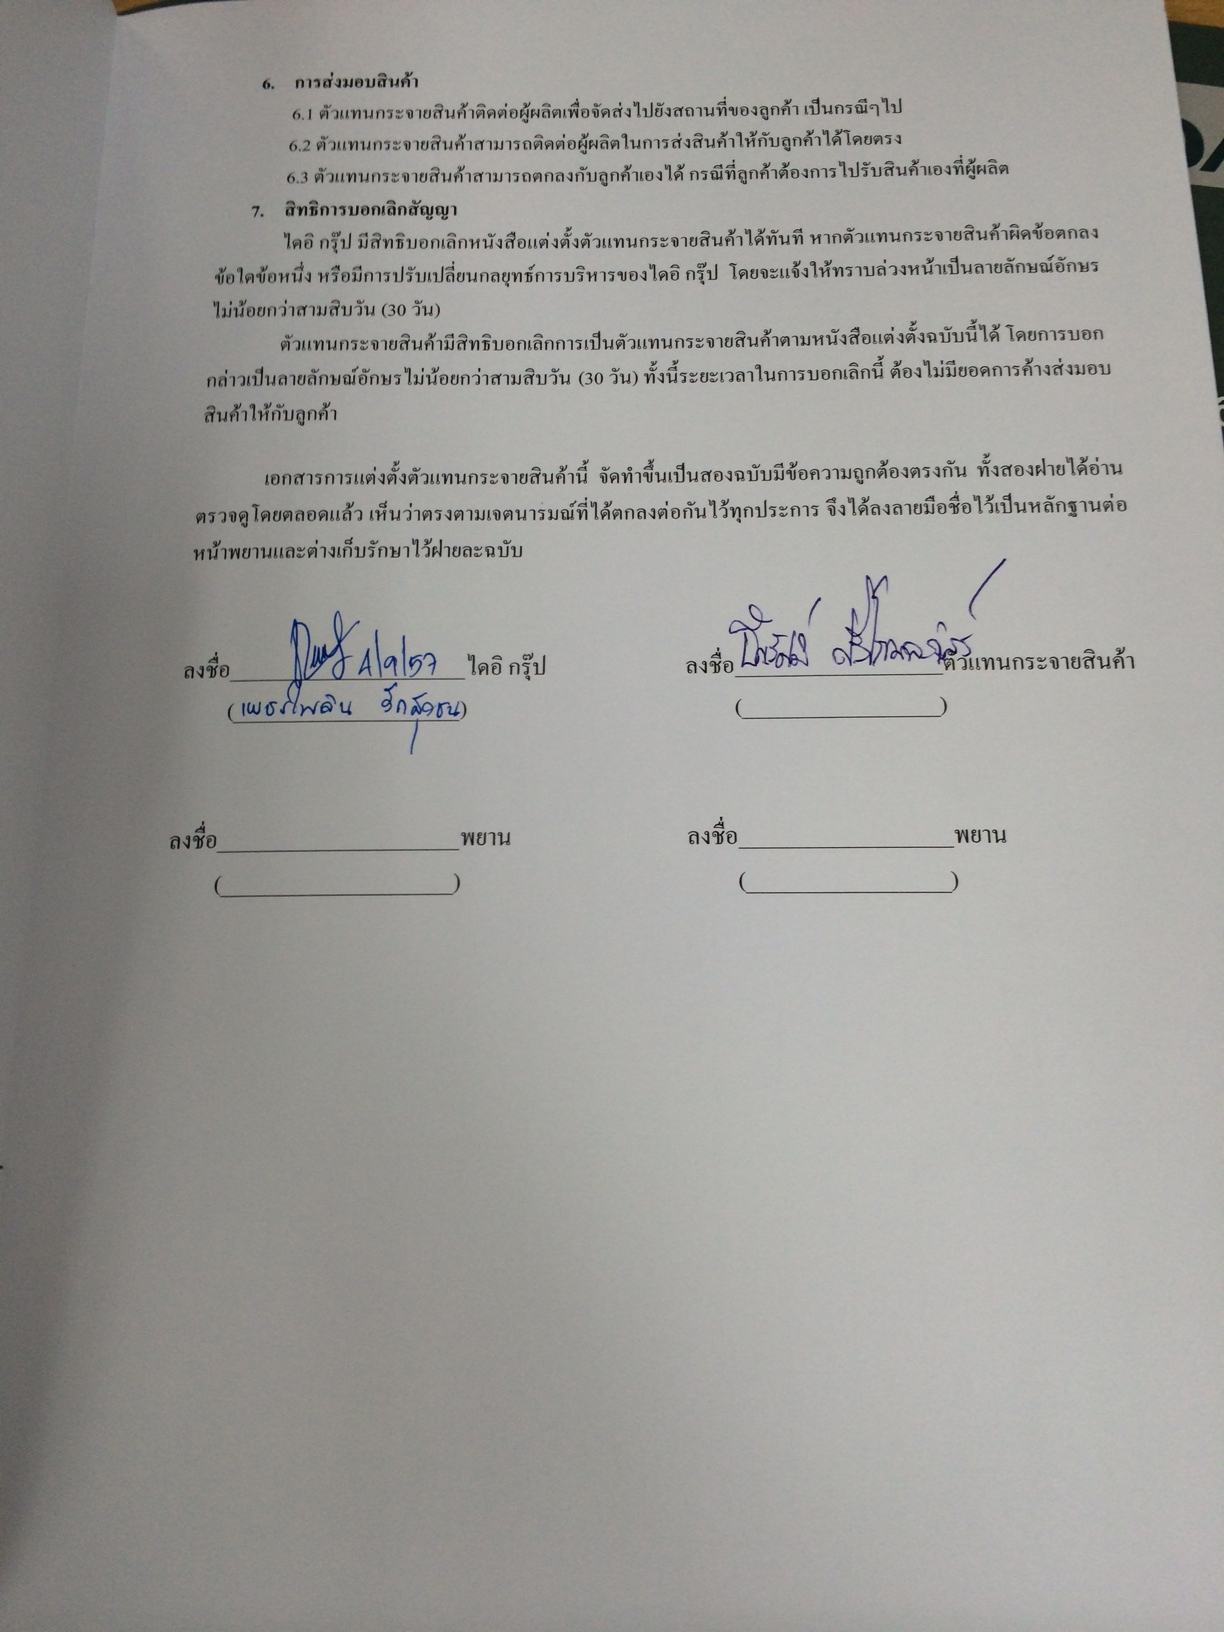 6. การส่งมอบสินค้า
6.1 ตัวแทนกระจายสินค้าติดต่อผู้ผลิตเพื่อจัดส่งไปยังสถานที่ของลูกค้า เป็นกรณีๆไป
6.2 ตัวแทนกระจายสินค้าสามารถติดต่อผู้ผลิตในการส่งสินค้าให้กับลูกค้าได้โดยตรง
6.3 ตัวแทนกระจายสินค้าสามารถตกลงกับลูกค้าเองได้ กรณีที่ลูกค้าต้องการไปรับสินค้าเองที่ผู้ผลิต
7. สิทธิการบอกเลิกสัญญา
ไดอิ กรุ๊ป มีสิทธิบอกเลิกหนังสือแต่งตั้งตัวแทนกระจายสินค้าได้ทันที หากตัวแทนกระจายสินค้าผิดข้อตกลง
ข้อใดข้อหนึ่ง หรือมีการปรับเปลี่ยนกลยุทธ์การบริหารของไดอิ กรุ๊ป โดยจะแจ้งให้ทราบล่วงหน้าเป็นลายลักษณ์อักษร
ไม่น้อยกว่าสามสิบวัน (30 วัน)
ตัวแทนกระจายสินค้ามีสิทธิบอกเลิกการเป็นตัวแทนกระจายสินค้าตามหนังสือแต่งตั้งฉบับนี้ได้ โดยการบอก
กล่าวเป็นลายลักษณ์อักษรไม่น้อยกว่าสามสิบวัน (30 วัน) ทั้งนี้ระยะเวลาในการบอกเลิกนี้ ต้องไม่มียอดการค้างส่งมอบ
สินค้าให้กับลูกค้า
เอกสารการแต่งตั้งตัวแทนกระจายสินค้านี้ จัดทำขึ้นเป็นสองฉบับมีข้อความถูกต้องตรงกัน ทั้งสองฝ่ายได้อ่าน
ตรวจดูโดยตลอดแล้ว เห็นว่าตรงตามเจตนารมณ์ที่ได้ตกลงต่อกันไว้ทุกประการ จึงได้ลงลายมือชื่อไว้เป็นหลักฐานต่อ
หน้าพยานและต่างเก็บรักษาไว้ฝ่ายละฉบับ
ลงชื่อ 4/9/57 ไดอิ กรุ๊ป
(เพชรไพลิน รักสุจชน)
ลงชื่อ ตัวแทนกระจายสินค้า
ลงชื่อ พยาน
ลงชื่อ พยาน